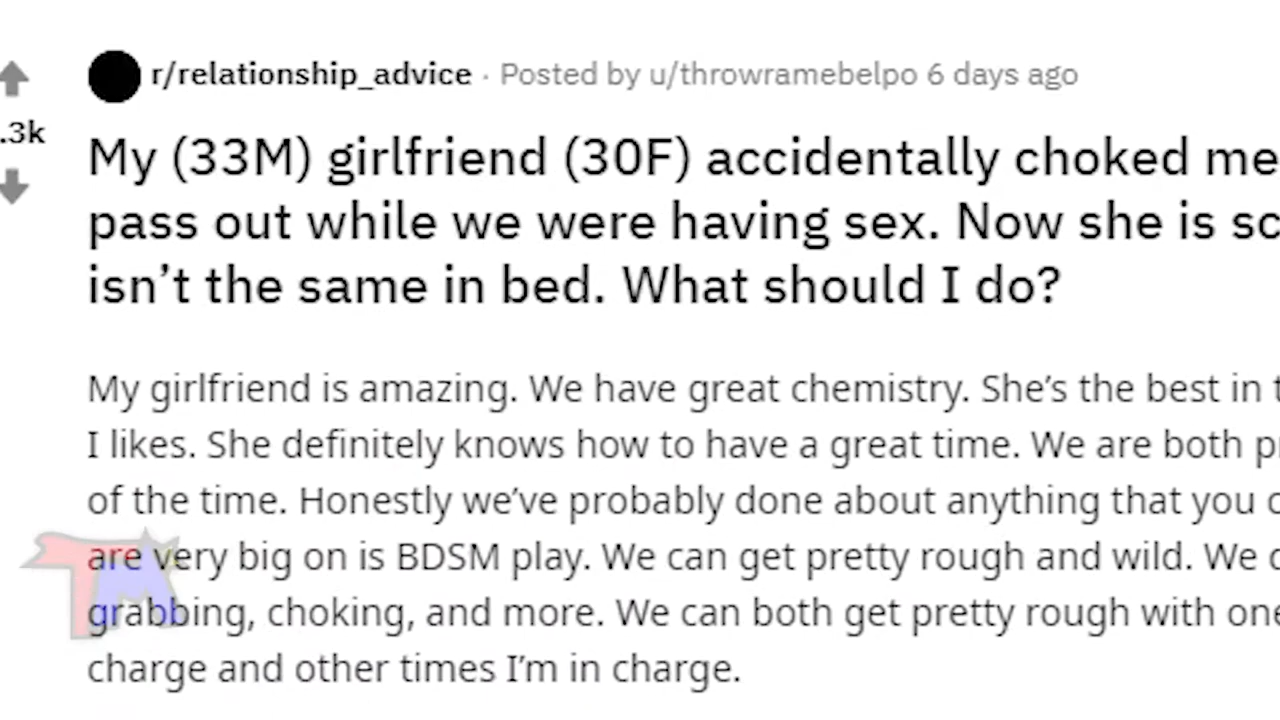 r/relationship_advice · Posted by u/throwramebelpo 6 days ago
.3k
My (33M) girlfriend (30F) accidentally choked me
pass out while we were having sex. Now she is sc
isn't the same in bed. What should I do?
My girlfriend is amazing. We have great chemistry. She's the best in t
I likes. She definitely knows how to have a great time. We are both pr
of the time. Honestly we've probably done about anything that you c
are very big on is BDSM play. We can get pretty rough and wild. We c
grabbing, choking, and more. We can both get pretty rough with one
charge and other times I'm in charge.
TM